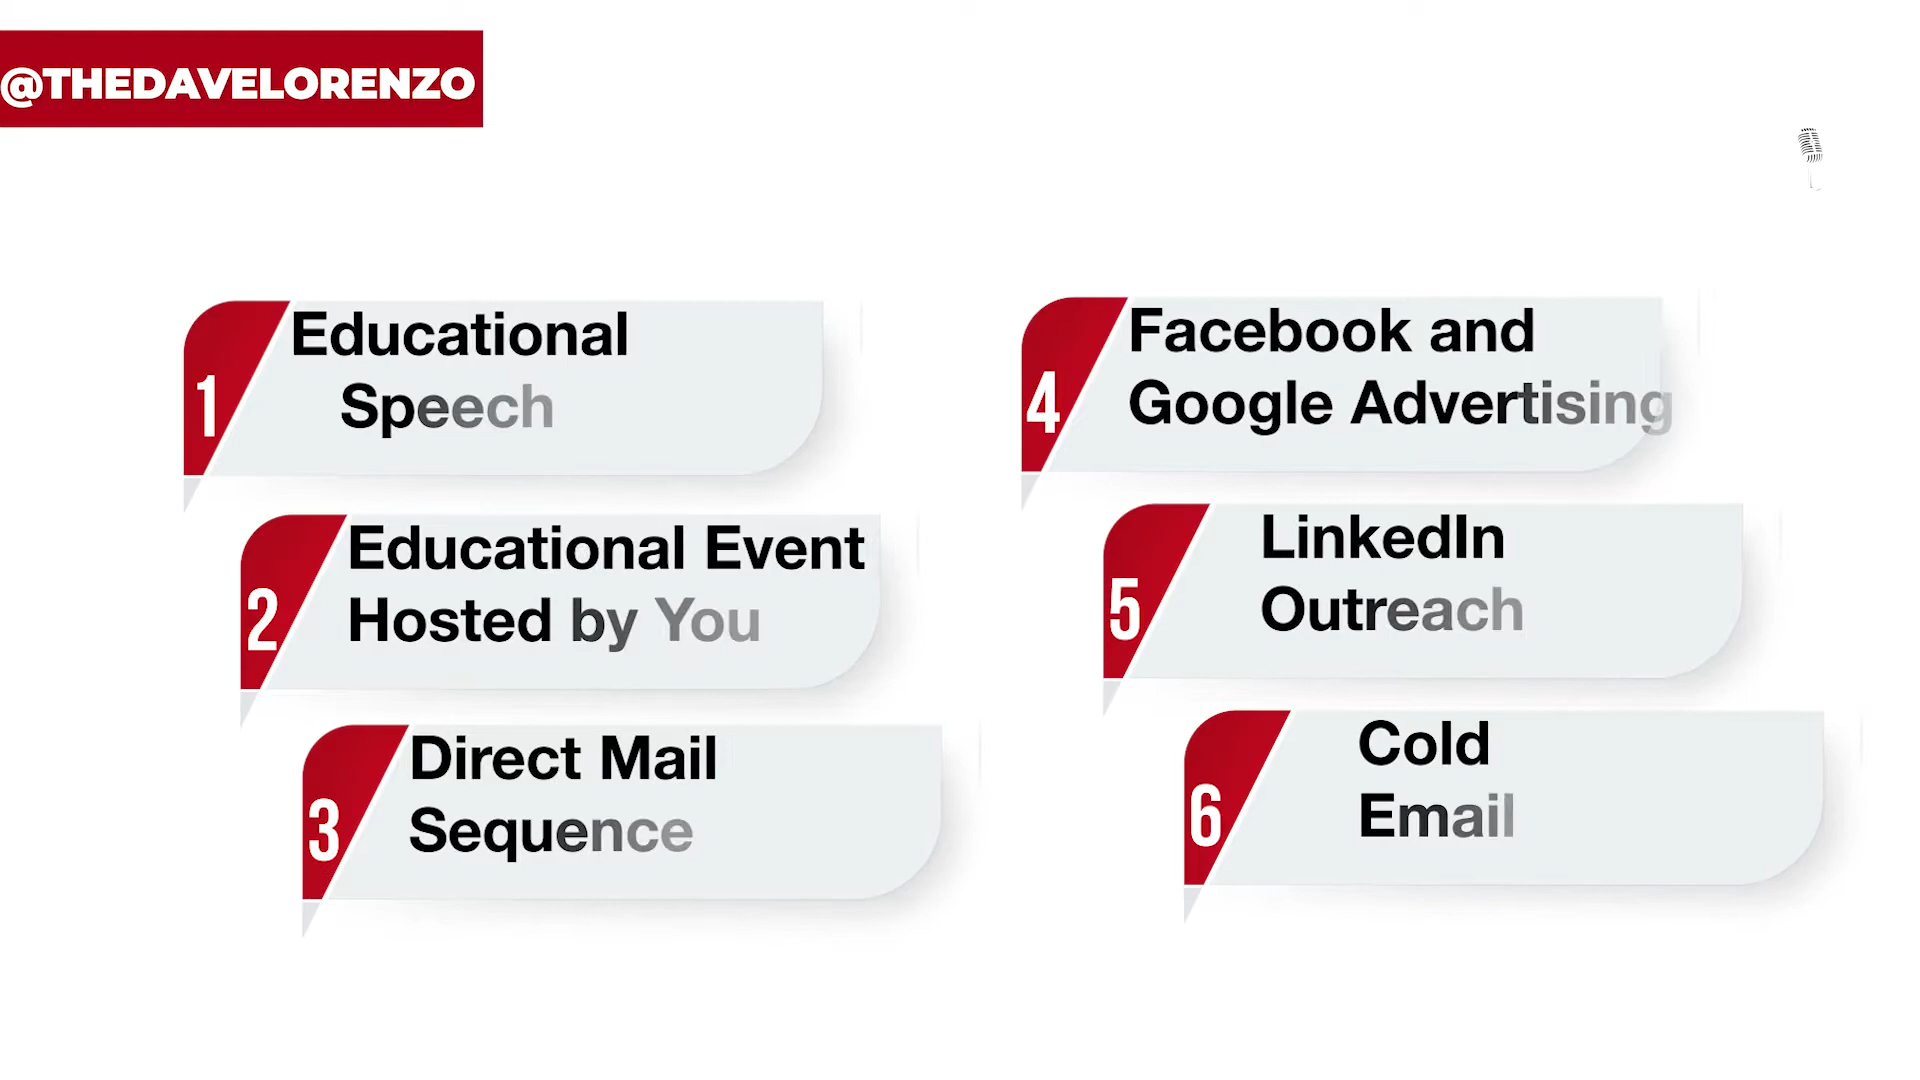 @THEDAVELORENZO
1
Educational
Speech
2
Educational Event
Hosted by You
3
Direct Mail
Sequence
4
Facebook and
Google Advertising
5
LinkedIn
Outreach
6
Cold
Email